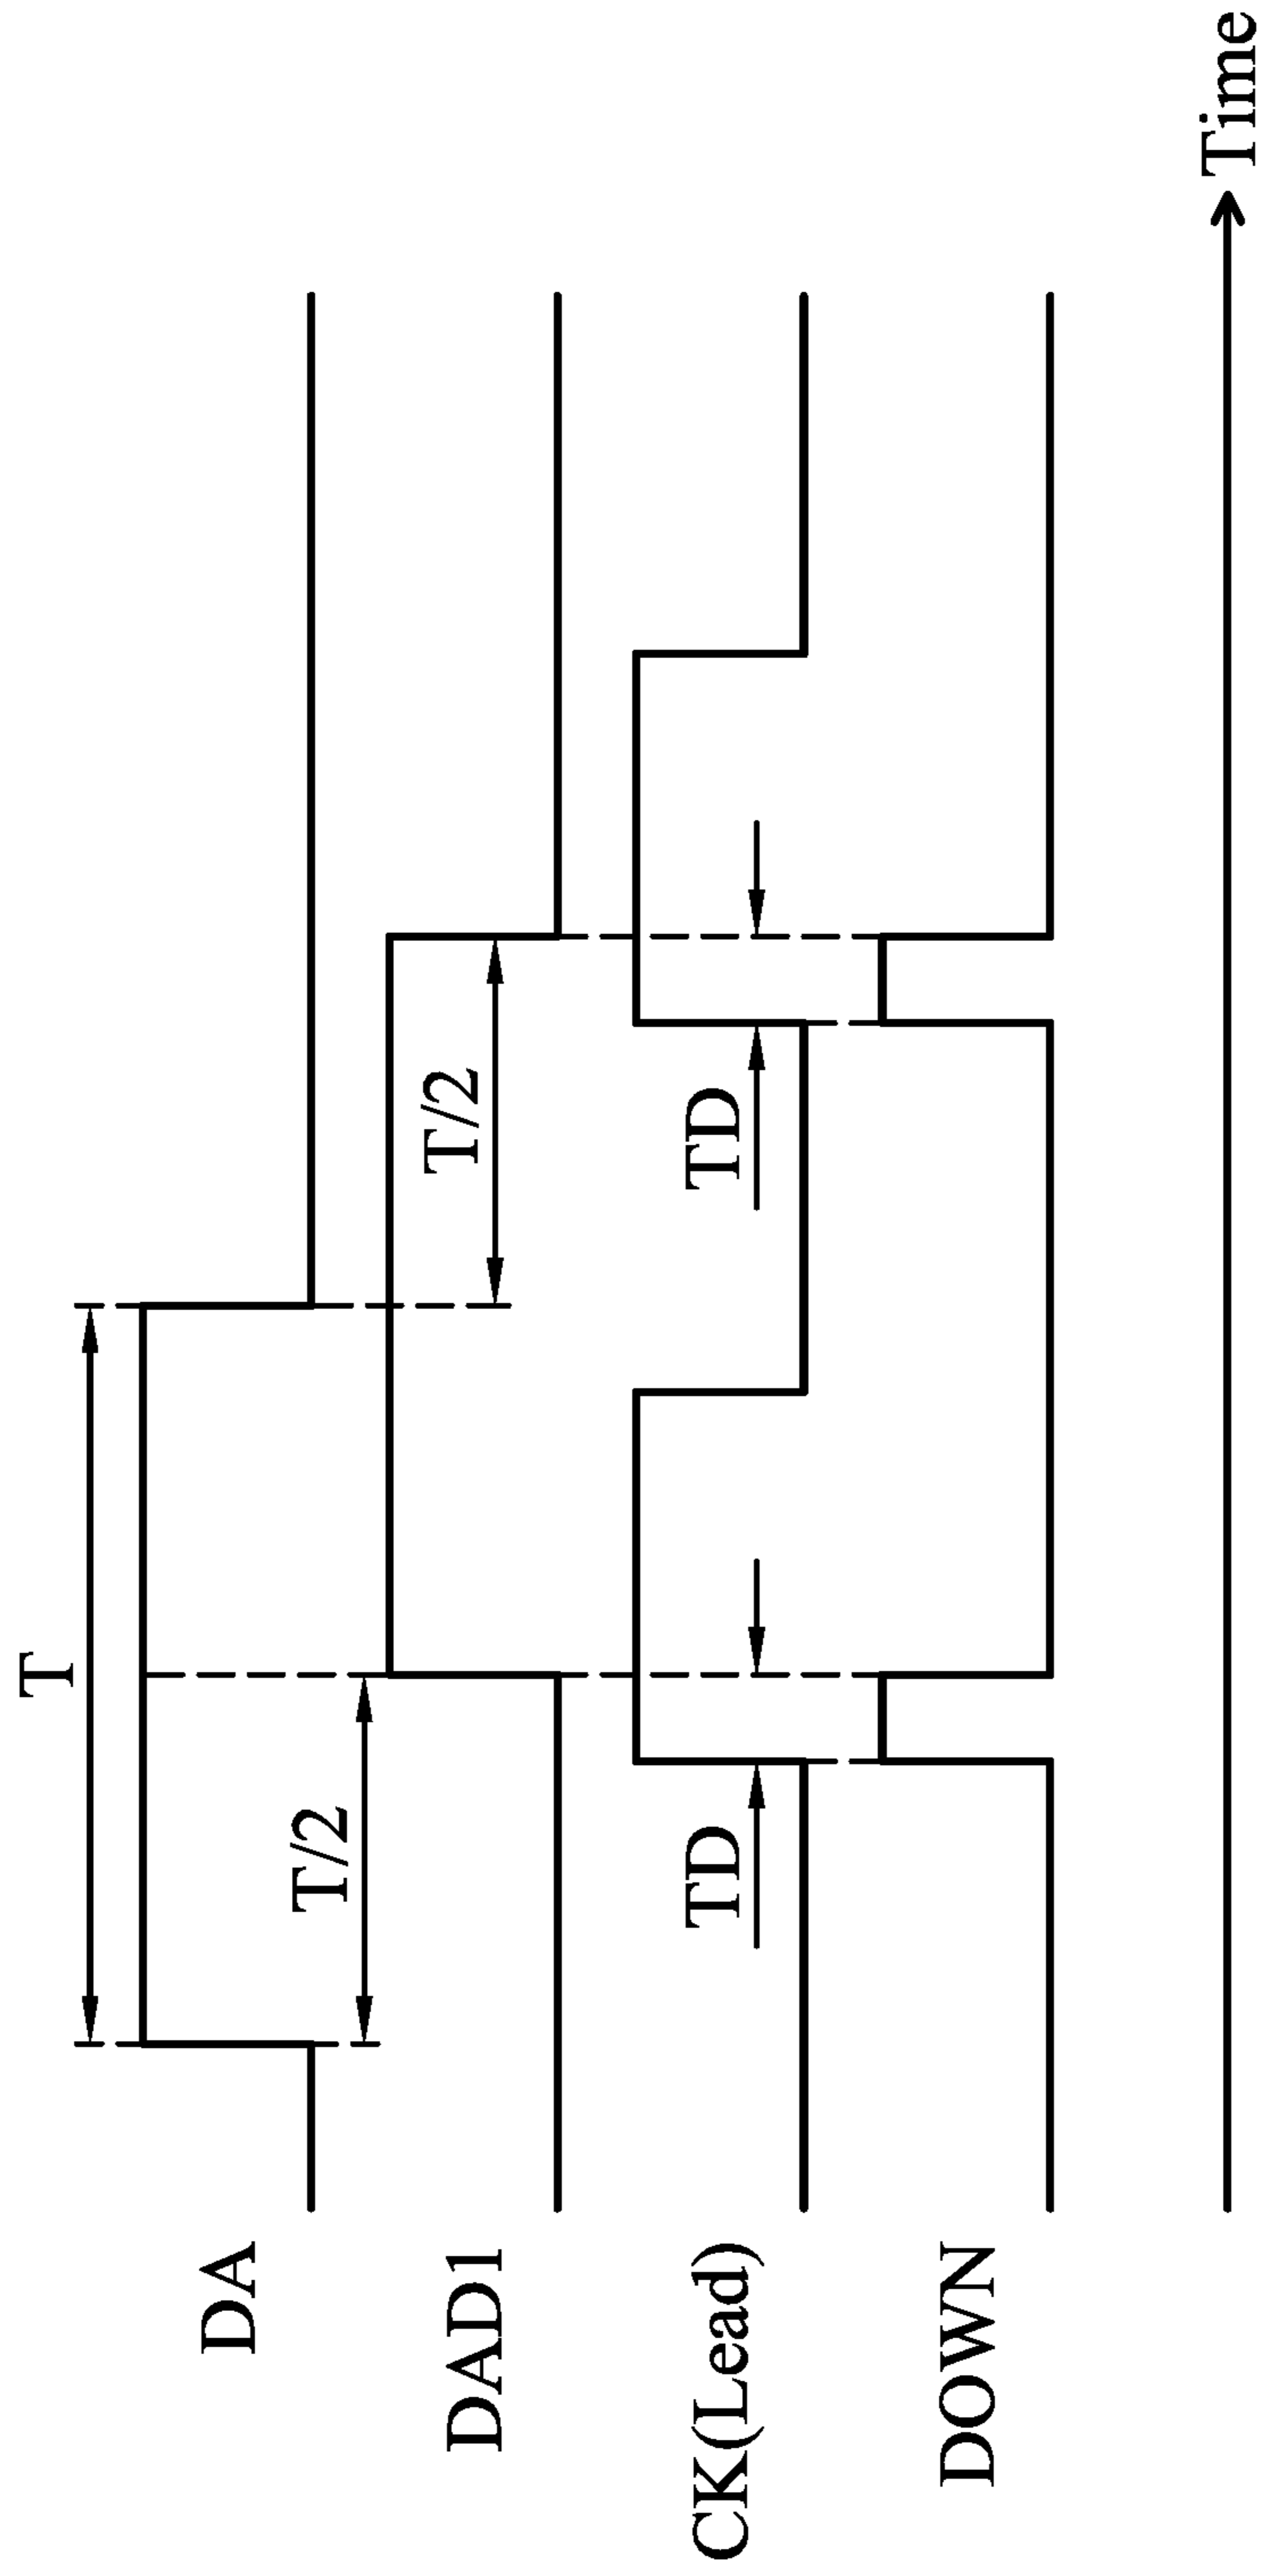 T
DA
T/2
DAD1
T/2
CK(Lead)
TD
TD
DOWN
Time